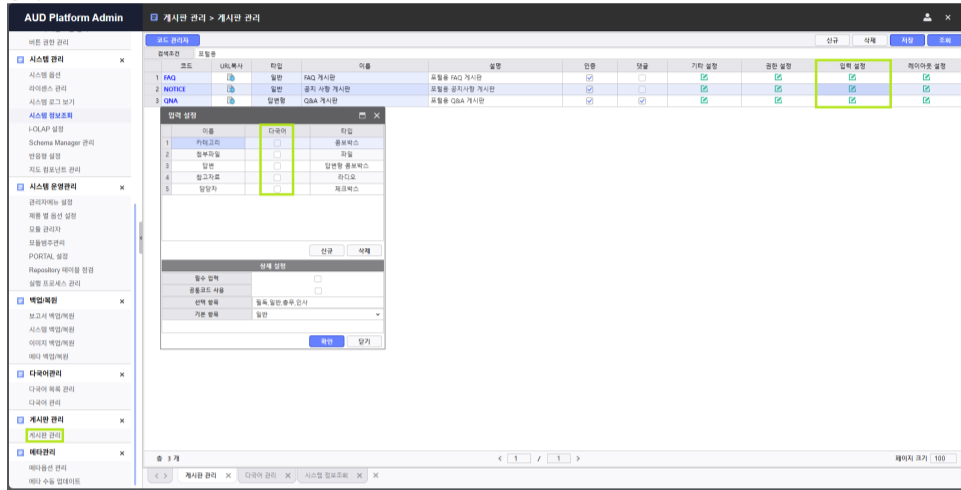 AUD Platform Admin
게시판 관리 > 게시판 관리
버튼 권한 관리
시스템 관리
시스템 옵션
라이센스 관리
시스템 로그 보기
시스템 정보조회
i-OLAP 설정
Schema Manager 관리
반응형 설정
지도 컴포넌트 관리
시스템 운영관리
관리자메뉴 설정
제품 별 옵션 설정
모듈 관리자
모듈범주관리
PORTAL 설정
Repository 테이블 점검
실행 프로세스 관리
백업/복원
보고서 백업/복원
시스템 백업/복원
이미지 백업/복원
메타 백업/복원
다국어관리
다국어 목록 관리
다국어 관리
게시판 관리
게시판 관리
메타관리
메타옵션 관리
메타 수동 업데이트
코드 관리자 신규 삭제 저장 조회
검색조건 포털용
코드 URL복사 타입 이름 설명 인증 댓글 기타 설정 권한 설정 입력 설정 레이아웃 설정
1 FAQ 일반 FAQ 게시판 포털용 FAQ 게시판
2 NOTICE 일반 공지 사항 게시판 포털용 공지사항 게시판
3 QNA 답변형 Q&A 게시판 포털용 Q&A 게시판
입력 설정
이름 다국어 타입
1 카테고리 콤보박스
2 첨부파일 파일
3 답변 답변형 콤보박스
4 참고자료 라디오
5 담당자 체크박스
신규 삭제
상세 설정
필수 입력
공통코드 사용
선택 항목 필독,일반,총무,인사
기본 항목 일반
확인 닫기
총 3 개 < 1 / 1 > 페이지 크기 100
< > 게시판 관리 × 다국어 관리 × 시스템 정보조회 × ×